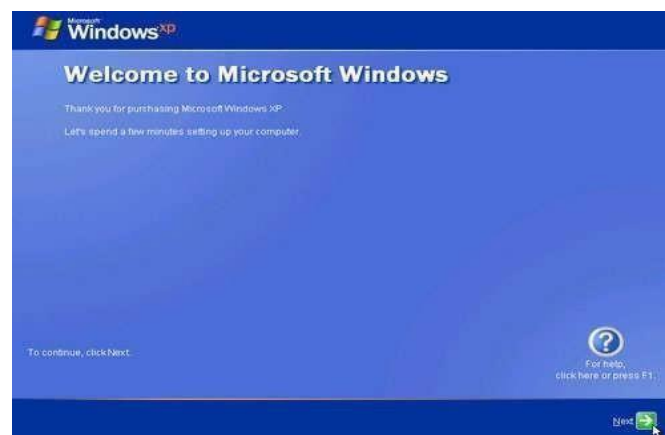 Microsoft
Windows xp
Welcome to Microsoft Windows
Thank you for purchasing Microsoft Windows XP.
Let's spend a few minutes setting up your computer.
To continue, click Next.
For help,
click here or press F1.
Next